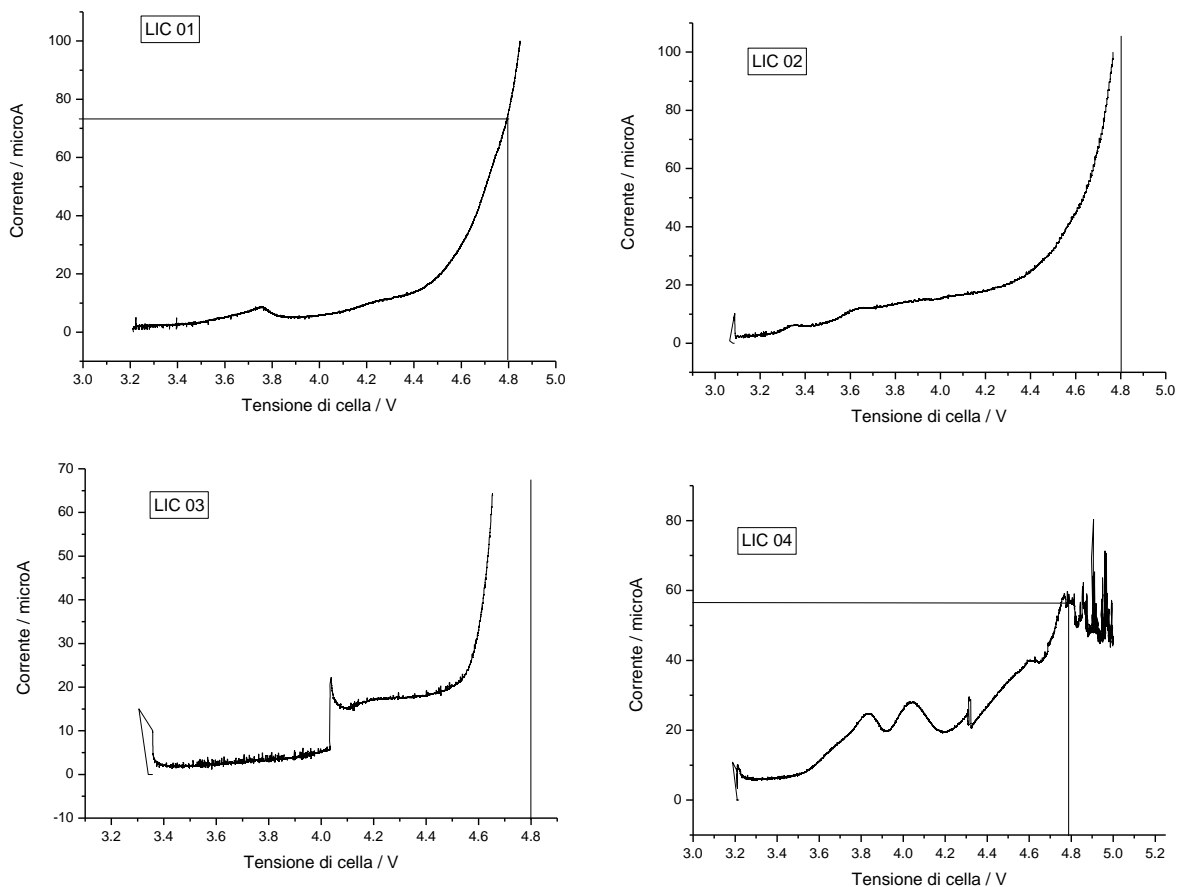 LIC 01
100
80
60
40
20
0
Corrente / microA
3.0 3.2 3.4 3.6 3.8 4.0 4.2 4.4 4.6 4.8 5.0
Tensione di cella / V
LIC 02
100
80
60
40
20
0
Corrente / microA
3.0 3.2 3.4 3.6 3.8 4.0 4.2 4.4 4.6 4.8 5.0
Tensione di cella / V
LIC 03
70
60
50
40
30
20
10
0
-10
Corrente / microA
3.2 3.4 3.6 3.8 4.0 4.2 4.4 4.6 4.8
Tensione di cella / V
LIC 04
80
60
40
20
0
Corrente / microA
3.0 3.2 3.4 3.6 3.8 4.0 4.2 4.4 4.6 4.8 5.0 5.2
Tensione di cella / V